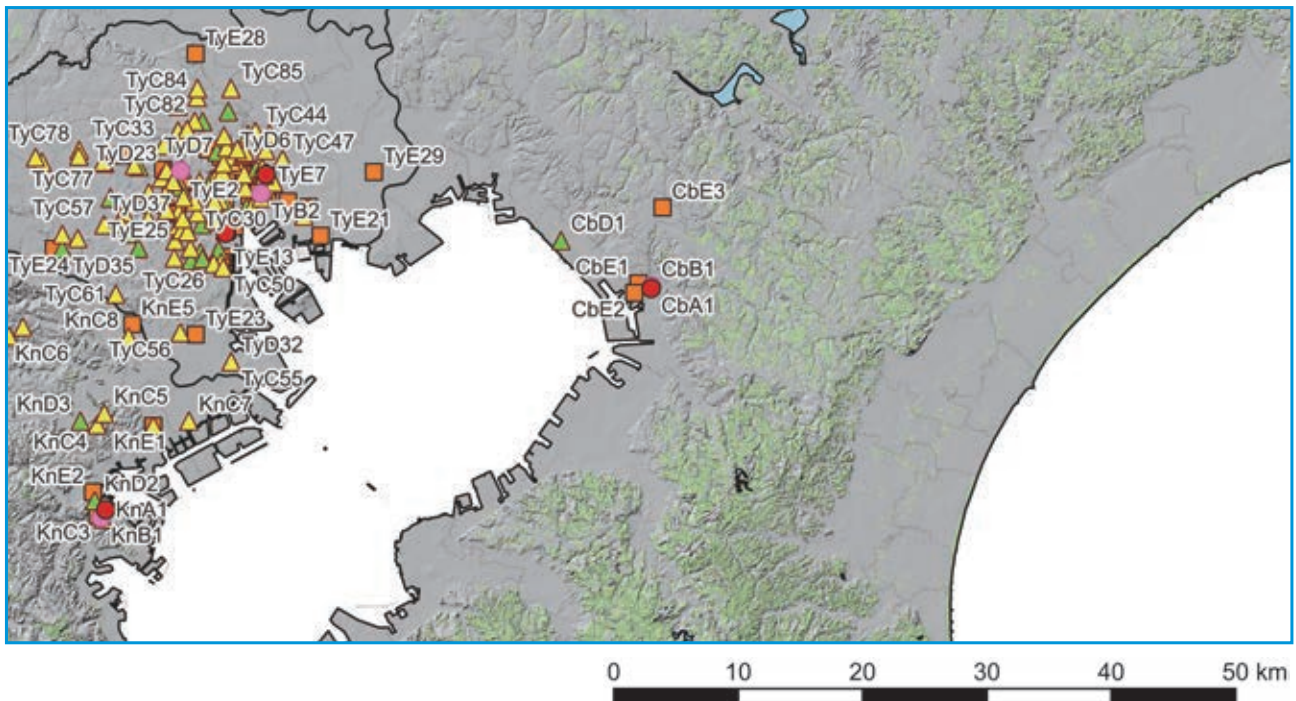 TyE28
TyC84 TyC85
TyC82
TyC44
TyC78 TyC33 TyD7 TyD6 TyC47
TyD23
TyE7 TyE29
TyC77
TyE2
TyC57 TyD37 TyC30 TyB2 TyE21
TyE25
TyE24 TyD35 TyE13
TyC26 TyC50
TyC61
KnE5
KnC8 TyE23
KnC6 TyC56
TyD32
TyC55
KnD3 KnC5 KnC7
KnC4 KnE1
KnE2 KnD2
KnA1
KnC3 KnB1
CbE3
CbD1
CbE1 CbB1
CbE2 CbA1
0 10 20 30 40 50 km